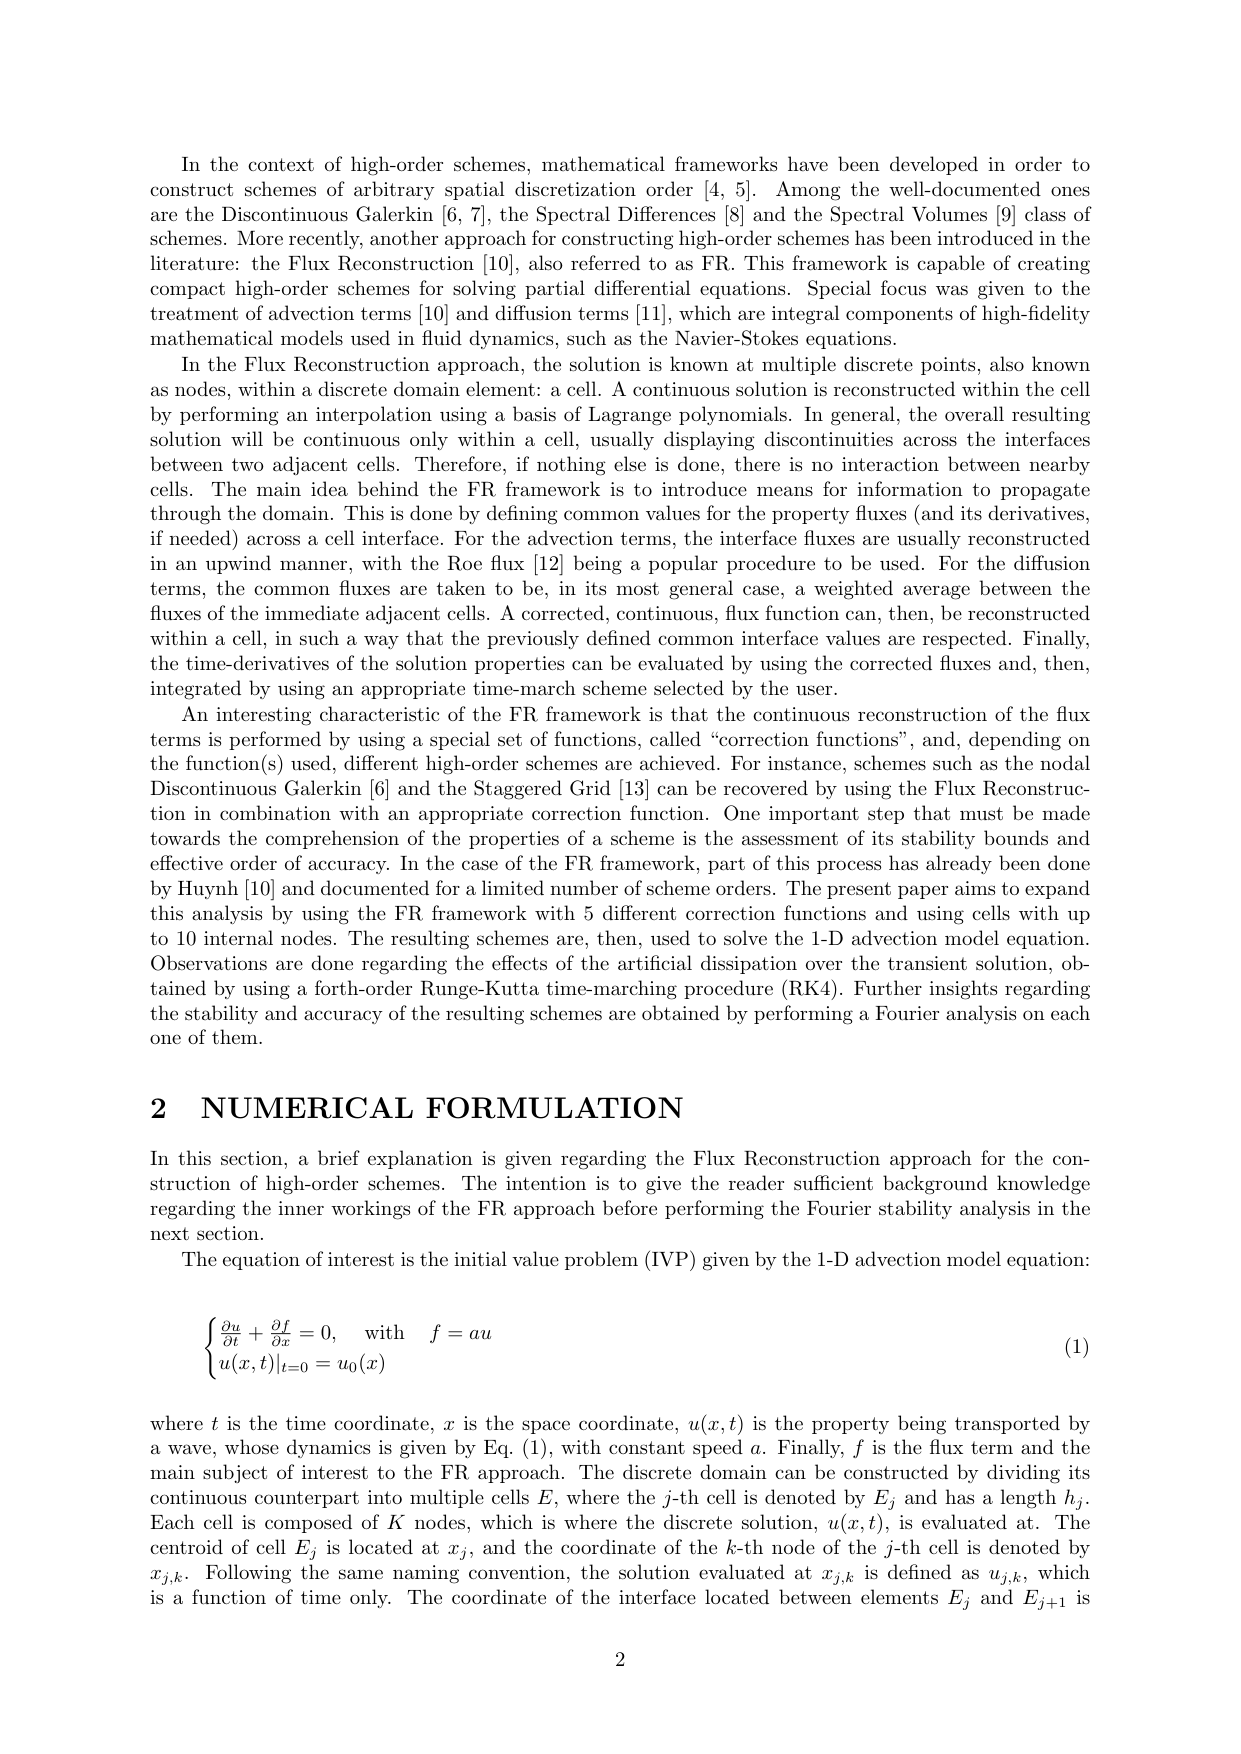 In the context of high-order schemes, mathematical frameworks have been developed in order to
construct schemes of arbitrary spatial discretization order [4, 5]. Among the well-documented ones
are the Discontinuous Galerkin [6, 7], the Spectral Differences [8] and the Spectral Volumes [9] class of
schemes. More recently, another approach for constructing high-order schemes has been introduced in the
literature: the Flux Reconstruction [10], also referred to as FR. This framework is capable of creating
compact high-order schemes for solving partial differential equations. Special focus was given to the
treatment of advection terms [10] and diffusion terms [11], which are integral components of high-fidelity
mathematical models used in fluid dynamics, such as the Navier-Stokes equations.
In the Flux Reconstruction approach, the solution is known at multiple discrete points, also known
as nodes, within a discrete domain element: a cell. A continuous solution is reconstructed within the cell
by performing an interpolation using a basis of Lagrange polynomials. In general, the overall resulting
solution will be continuous only within a cell, usually displaying discontinuities across the interfaces
between two adjacent cells. Therefore, if nothing else is done, there is no interaction between nearby
cells. The main idea behind the FR framework is to introduce means for information to propagate
through the domain. This is done by defining common values for the property fluxes (and its derivatives,
if needed) across a cell interface. For the advection terms, the interface fluxes are usually reconstructed
in an upwind manner, with the Roe flux [12] being a popular procedure to be used. For the diffusion
terms, the common fluxes are taken to be, in its most general case, a weighted average between the
fluxes of the immediate adjacent cells. A corrected, continuous, flux function can, then, be reconstructed
within a cell, in such a way that the previously defined common interface values are respected. Finally,
the time-derivatives of the solution properties can be evaluated by using the corrected fluxes and, then,
integrated by using an appropriate time-march scheme selected by the user.
An interesting characteristic of the FR framework is that the continuous reconstruction of the flux
terms is performed by using a special set of functions, called “correction functions”, and, depending on
the function(s) used, different high-order schemes are achieved. For instance, schemes such as the nodal
Discontinuous Galerkin [6] and the Staggered Grid [13] can be recovered by using the Flux Reconstruc-
tion in combination with an appropriate correction function. One important step that must be made
towards the comprehension of the properties of a scheme is the assessment of its stability bounds and
effective order of accuracy. In the case of the FR framework, part of this process has already been done
by Huynh [10] and documented for a limited number of scheme orders. The present paper aims to expand
this analysis by using the FR framework with 5 different correction functions and using cells with up
to 10 internal nodes. The resulting schemes are, then, used to solve the 1-D advection model equation.
Observations are done regarding the effects of the artificial dissipation over the transient solution, ob-
tained by using a forth-order Runge-Kutta time-marching procedure (RK4). Further insights regarding
the stability and accuracy of the resulting schemes are obtained by performing a Fourier analysis on each
one of them.
2 NUMERICAL FORMULATION
In this section, a brief explanation is given regarding the Flux Reconstruction approach for the con-
struction of high-order schemes. The intention is to give the reader sufficient background knowledge
regarding the inner workings of the FR approach before performing the Fourier stability analysis in the
next section.
The equation of interest is the initial value problem (IVP) given by the 1-D advection model equation:
{ ∂u/∂t + ∂f/∂x = 0, with f = au
u(x, t)|t=0 = u0(x) (1)
where t is the time coordinate, x is the space coordinate, u(x, t) is the property being transported by
a wave, whose dynamics is given by Eq. (1), with constant speed a. Finally, f is the flux term and the
main subject of interest to the FR approach. The discrete domain can be constructed by dividing its
continuous counterpart into multiple cells E, where the j-th cell is denoted by Ej and has a length hj.
Each cell is composed of K nodes, which is where the discrete solution, u(x, t), is evaluated at. The
centroid of cell Ej is located at xj, and the coordinate of the k-th node of the j-th cell is denoted by
xj,k. Following the same naming convention, the solution evaluated at xj,k is defined as uj,k, which
is a function of time only. The coordinate of the interface located between elements Ej and Ej+1 is
2